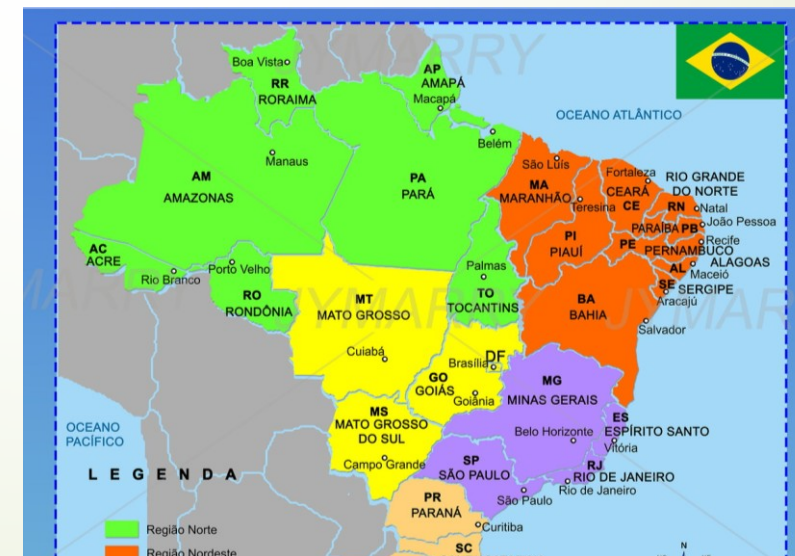 JYMARRY
Boa Vista
RR
RORAIMA
AP
AMAPÁ
Macapá
OCEANO ATLÂNTICO
Belém
Manaus
AM
AMAZONAS
PA
PARÁ
São Luís
MA
MARANHÃO
Teresina
Fortaleza
CEARÁ
CE
RIO GRANDE
DO NORTE
RN
Natal
João Pessoa
PARAÍBA PB
Recife
PE
PERNAMBUCO
PI
PIAUÍ
ALAGOAS
AL
Maceió
SE
SERGIPE
Aracajú
AC
ACRE
Rio Branco
Porto Velho
RO
RONDÔNIA
Palmas
TO
TOCANTINS
BA
BAHIA
Salvador
MARRY
JYMARRY
JYMAR
MT
MATO GROSSO
Cuiabá
Brasília
DF
GO
GOIÁS
Goiânia
MG
MINAS GERAIS
Belo Horizonte
ES
ESPÍRITO SANTO
Vitória
MS
MATO GROSSO
DO SUL
Campo Grande
SP
SÃO PAULO
São Paulo
RJ
RIO DE JANEIRO
Rio de Janeiro
OCEANO
PACÍFICO
PR
PARANÁ
Curitiba
SC
LEGENDA
Região Norte
Região Nordeste
N